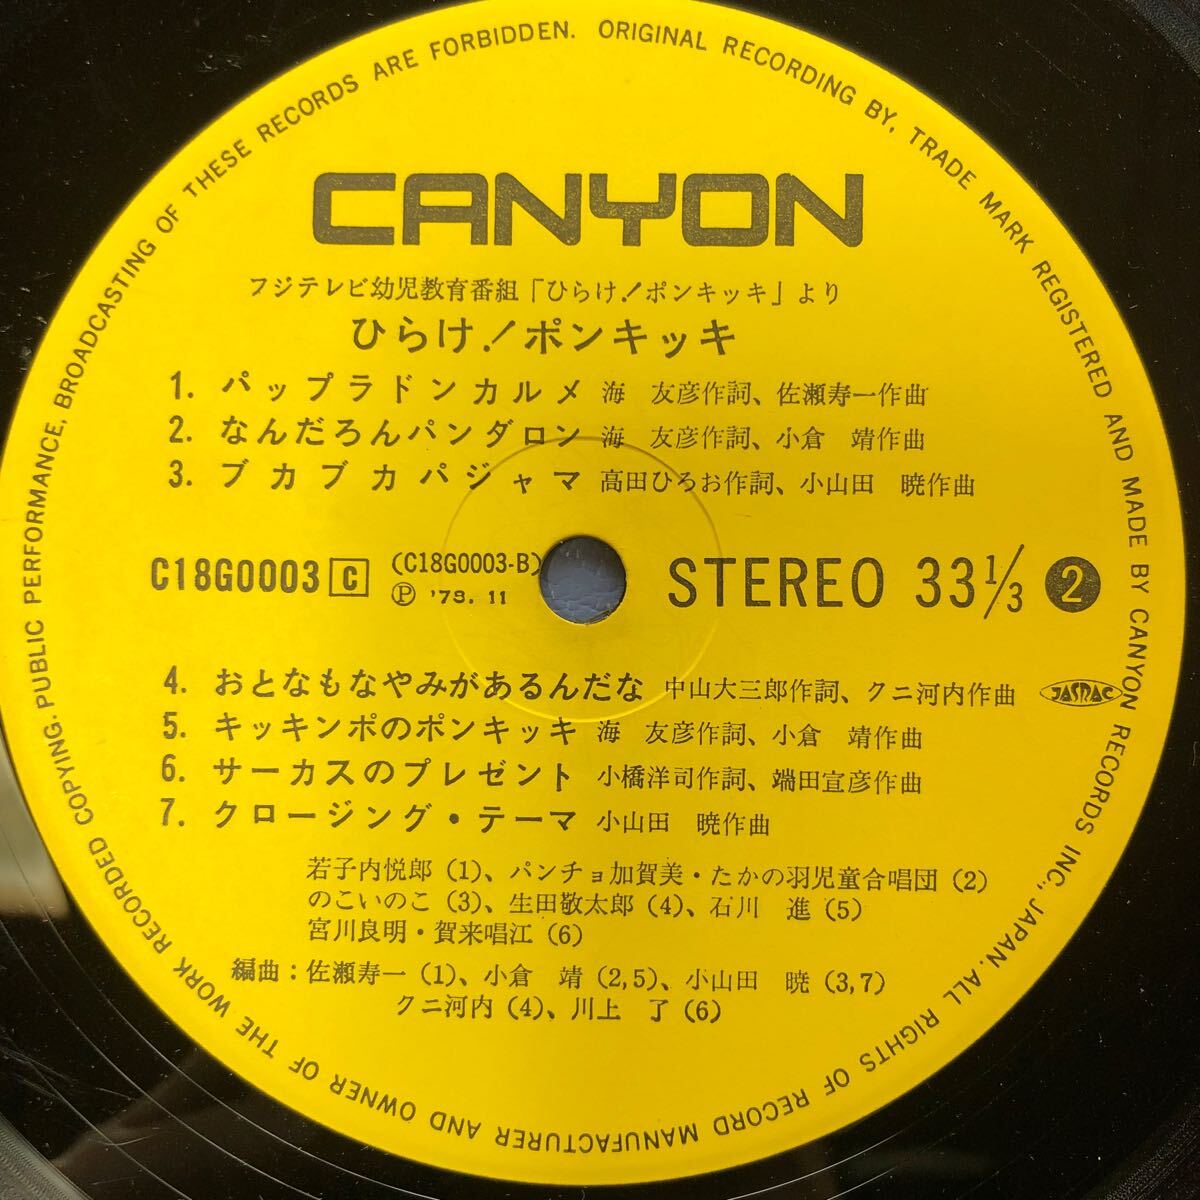 ORIGINAL RECORDING BY, TRADE MARK REGISTERED AND MADE BY CANYON RECORDS INC., JAPAN. ALL RIGHTS OF RECORD MANUFACTURER AND OWNER OF THE WORK RECORDED COPYING. PUBLIC PERFORMANCE, BROADCASTING OF THESE RECORDS ARE FORBIDDEN.
CANYON
フジテレビ幼児教育番組「ひらけ!ポンキッキ」より
ひらけ!ポンキッキ
1. パップラドンカルメ 海 友彦作詞、佐瀬寿一作曲
2. なんだろんパンダロン 海 友彦作詞、小倉 靖作曲
3. ブカブカパジャマ 高田ひろお作詞、小山田 暁作曲
C18G0003 C (C18G0003-B) STEREO 33 1/3 2
Ⓟ '78. 11
4. おとなもなやみがあるんだな 中山大三郎作詞、クニ河内作曲 JASRAC
5. キッキンポのポンキッキ 海 友彦作詞、小倉 靖作曲
6. サーカスのプレゼント 小橋洋司作詞、端田宣彦作曲
7. クロージング・テーマ 小山田 暁作曲
若子内悦郎(1)、パンチョ加賀美・たかの羽児童合唱団(2)
のこいのこ(3)、生田敬太郎(4)、石川 進(5)
宮川良明・賀来唱江(6)
編曲:佐瀬寿一(1)、小倉 靖(2,5)、小山田 暁(3,7)
クニ河内(4)、川上 了(6)